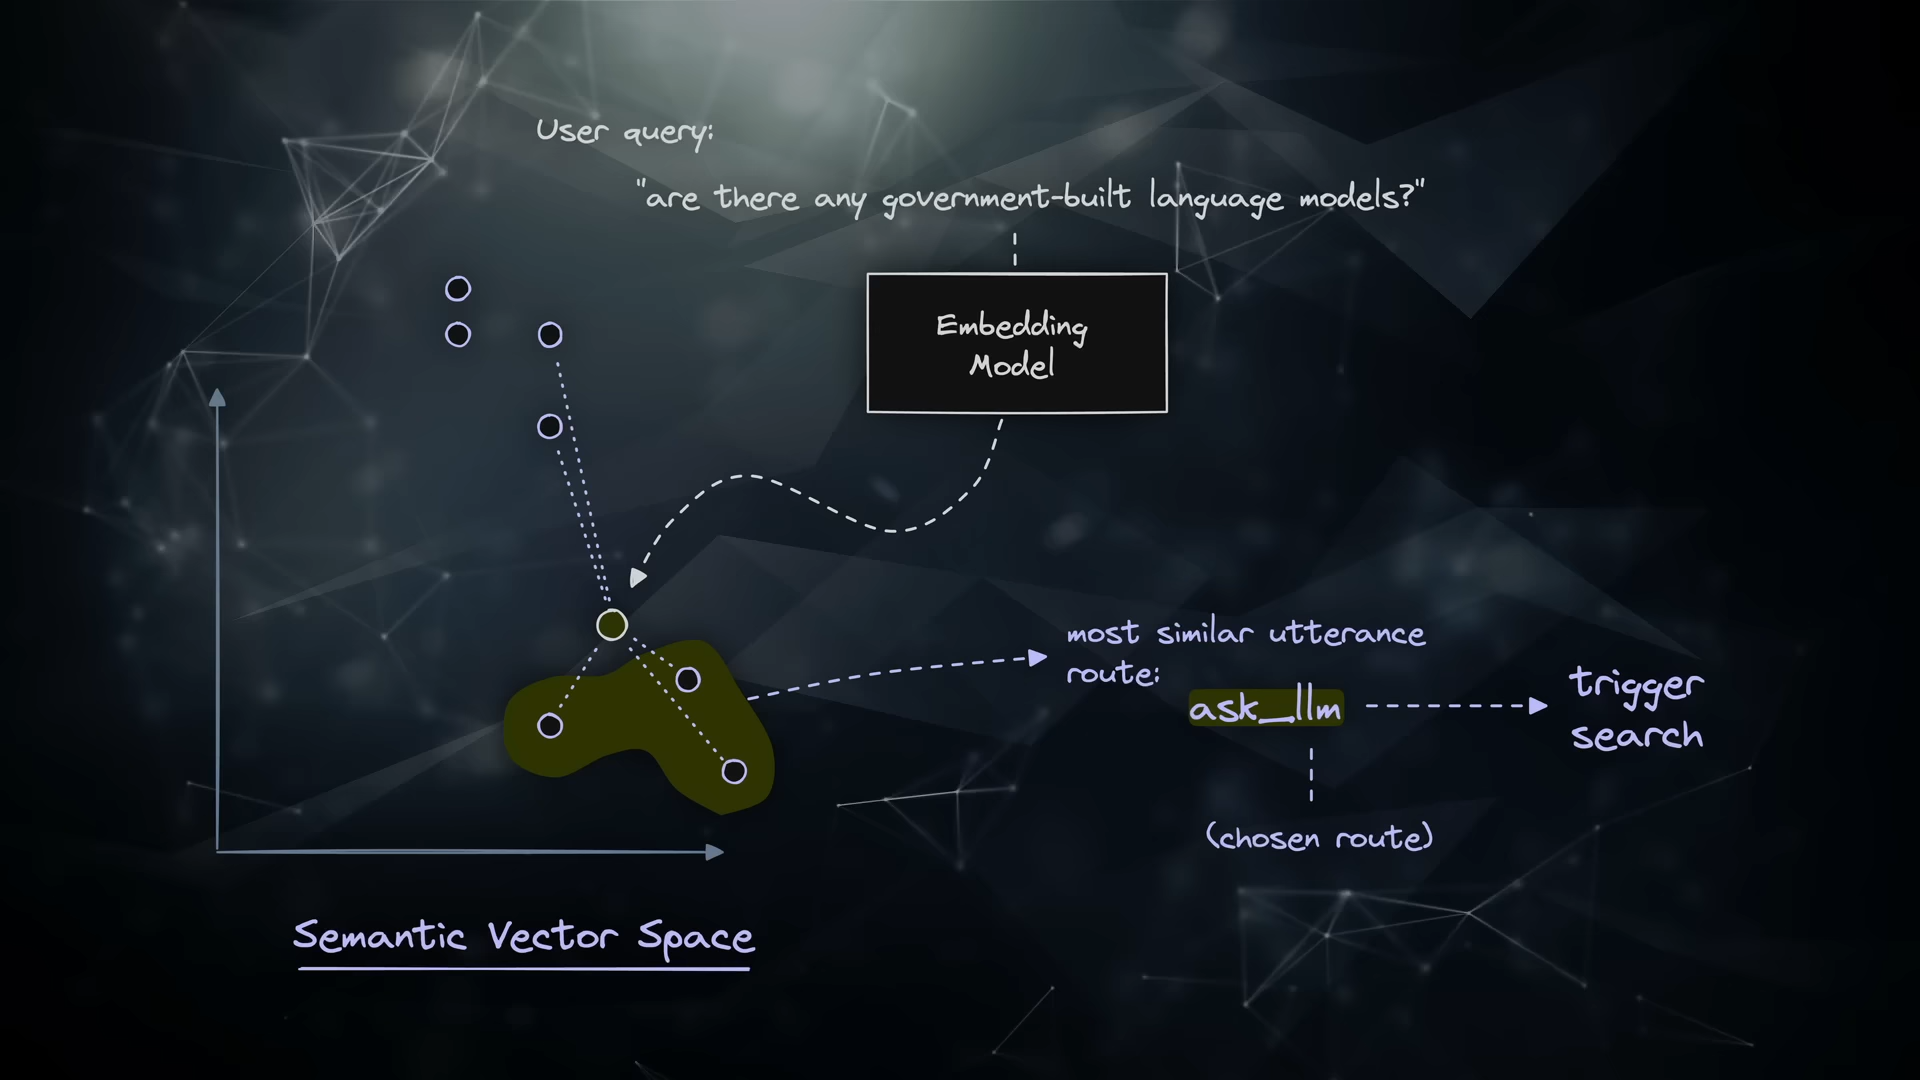 User query:
"are there any government-built language models?"
Embedding
Model
most similar utterance
route:
ask_llm
trigger
search
(chosen route)
Semantic Vector Space